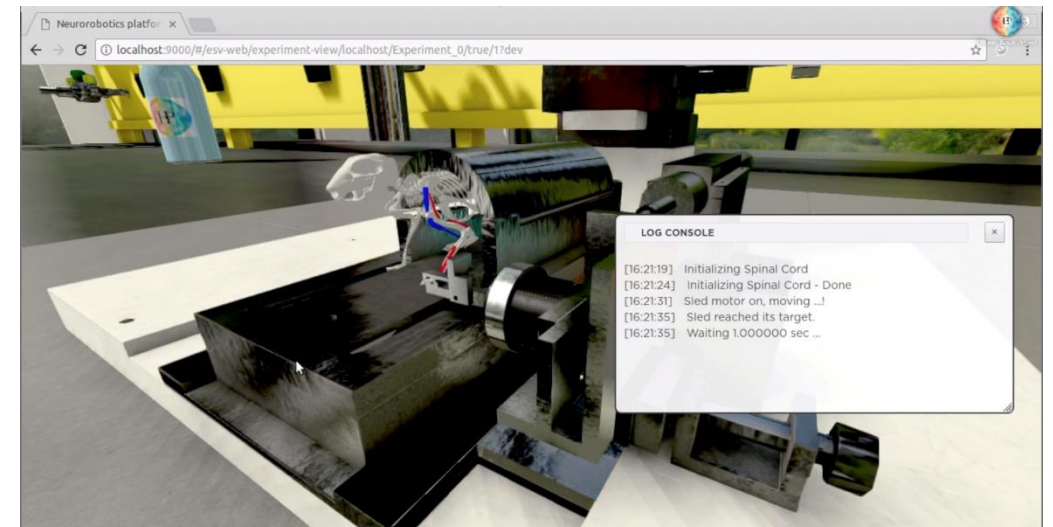 Neurorobotics platfor
localhost:9000/#/esv-web/experiment-view/localhost/Experiment_0/true/1?dev
LOG CONSOLE
[16:21:19] Initializing Spinal Cord
[16:21:24] Initializing Spinal Cord - Done
[16:21:31] Sled motor on, moving ...!
[16:21:35] Sled reached its target.
[16:21:35] Waiting 1.000000 sec ...